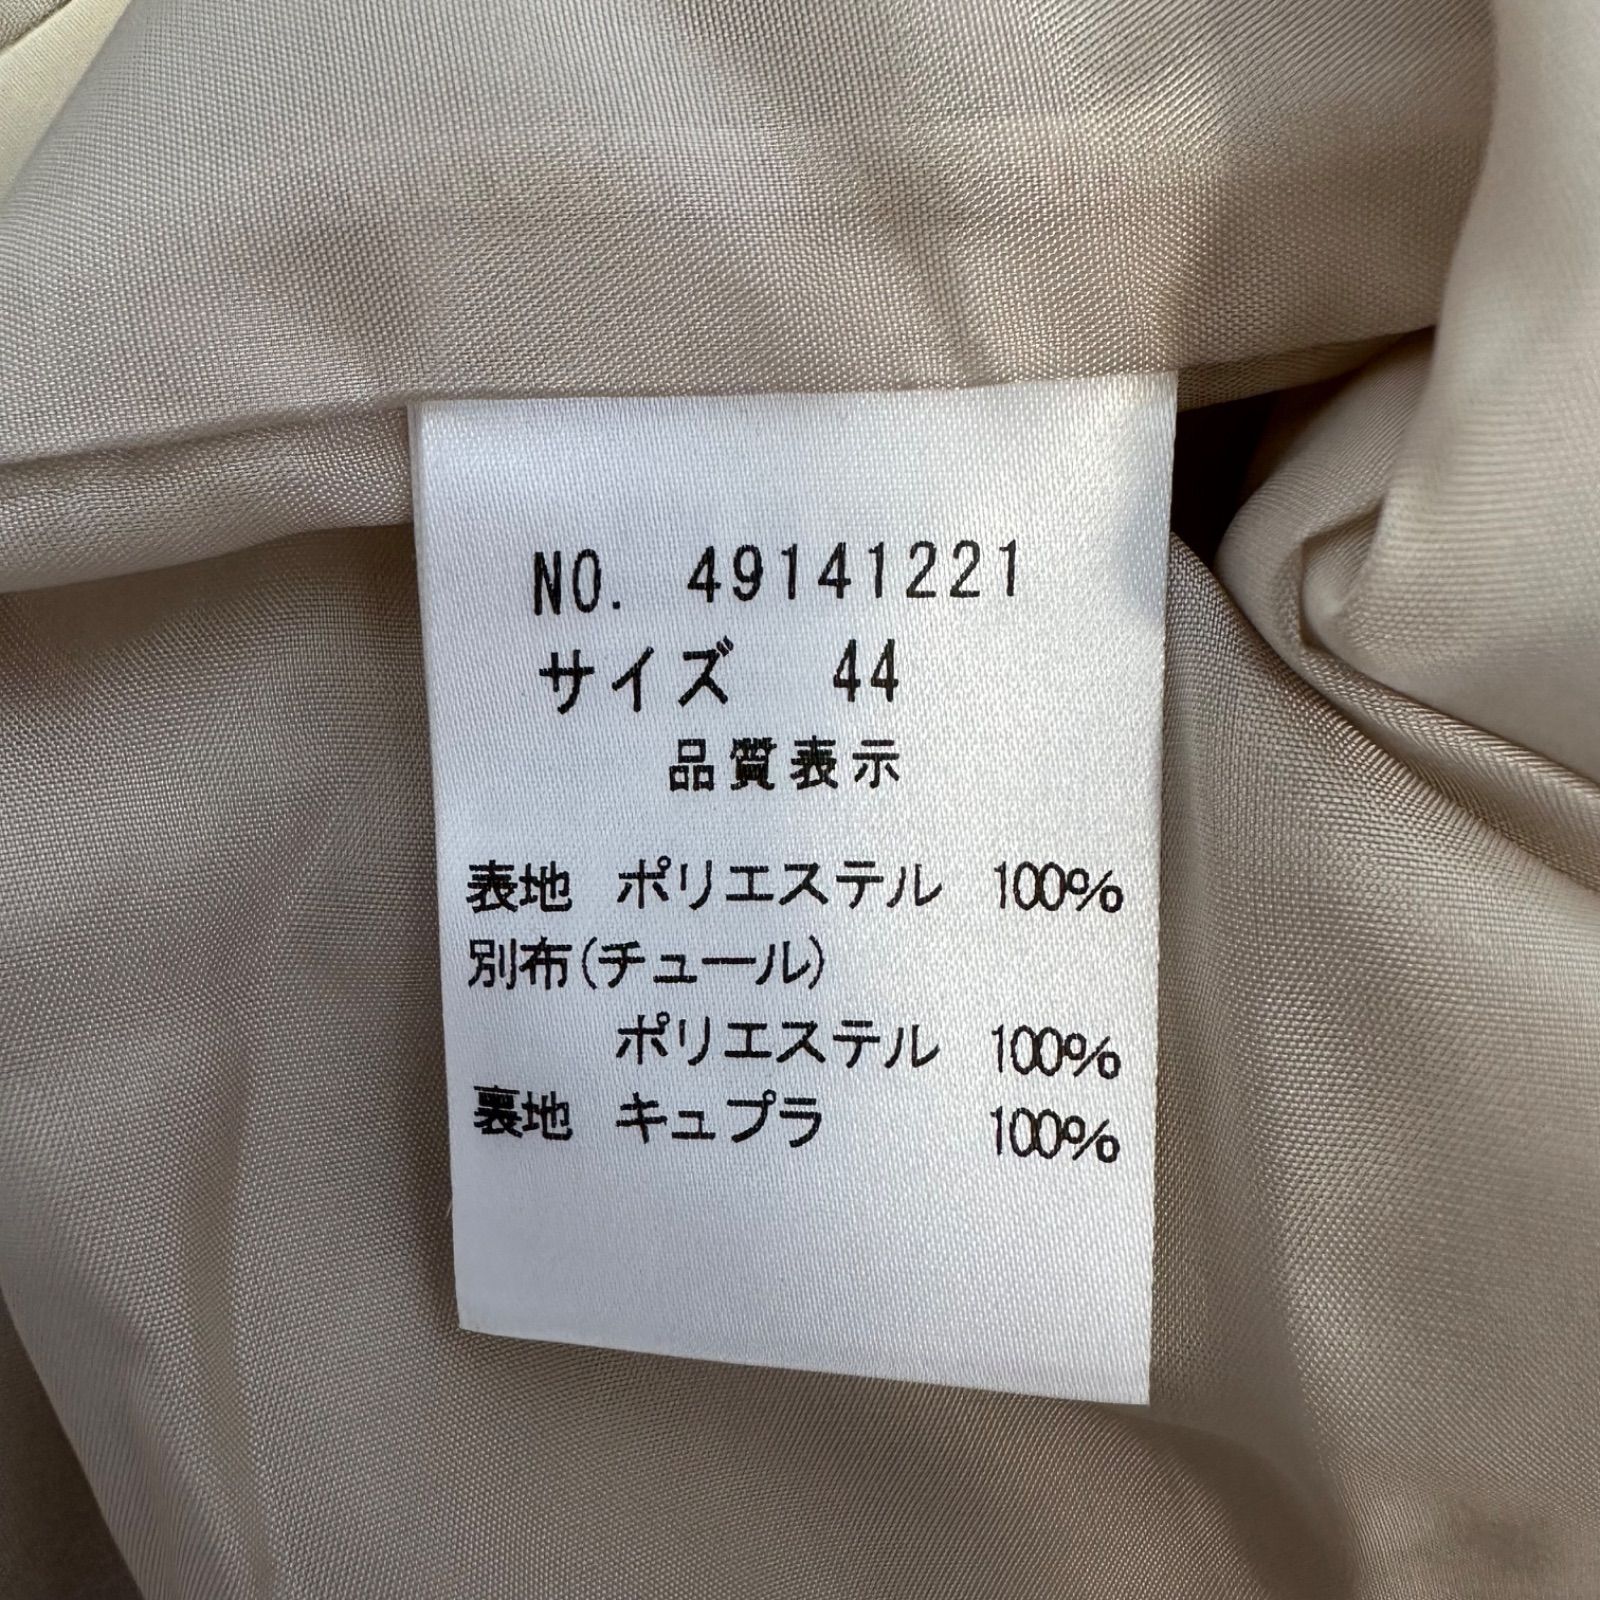 NO. 49141221
サイズ 44
品質表示
表地 ポリエステル 100%
別布(チュール)
ポリエステル 100%
裏地 キュプラ 100%